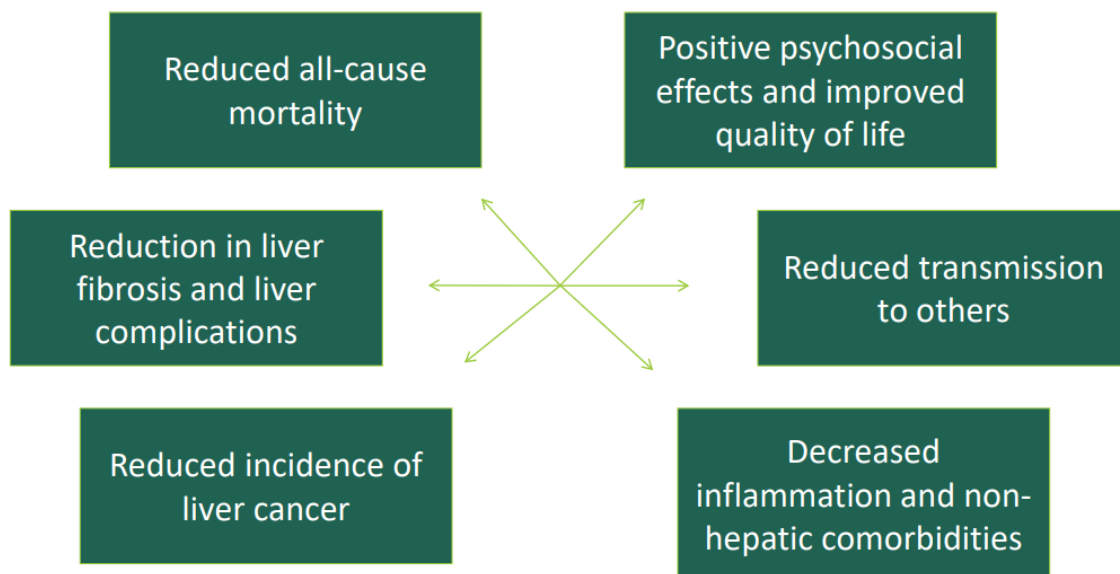 Reduced all-cause
mortality
Positive psychosocial
effects and improved
quality of life
Reduction in liver
fibrosis and liver
complications
Reduced transmission
to others
Reduced incidence of
liver cancer
Decreased
inflammation and non-
hepatic comorbidities